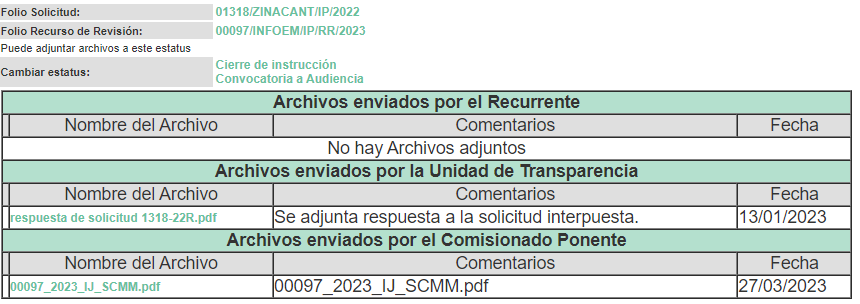 Folio Solicitud: 01318/ZINACANT/IP/2022
Folio Recurso de Revisión: 00097/INFOEM/IP/RR/2023
Puede adjuntar archivos a este estatus
Cambiar estatus: Cierre de instrucción
Convocatoria a Audiencia
Archivos enviados por el Recurrente
Nombre del Archivo Comentarios Fecha
No hay Archivos adjuntos
Archivos enviados por la Unidad de Transparencia
Nombre del Archivo Comentarios Fecha
respuesta de solicitud 1318-22R.pdf Se adjunta respuesta a la solicitud interpuesta. 13/01/2023
Archivos enviados por el Comisionado Ponente
Nombre del Archivo Comentarios Fecha
00097_2023_IJ_SCMM.pdf 00097_2023_IJ_SCMM.pdf 27/03/2023